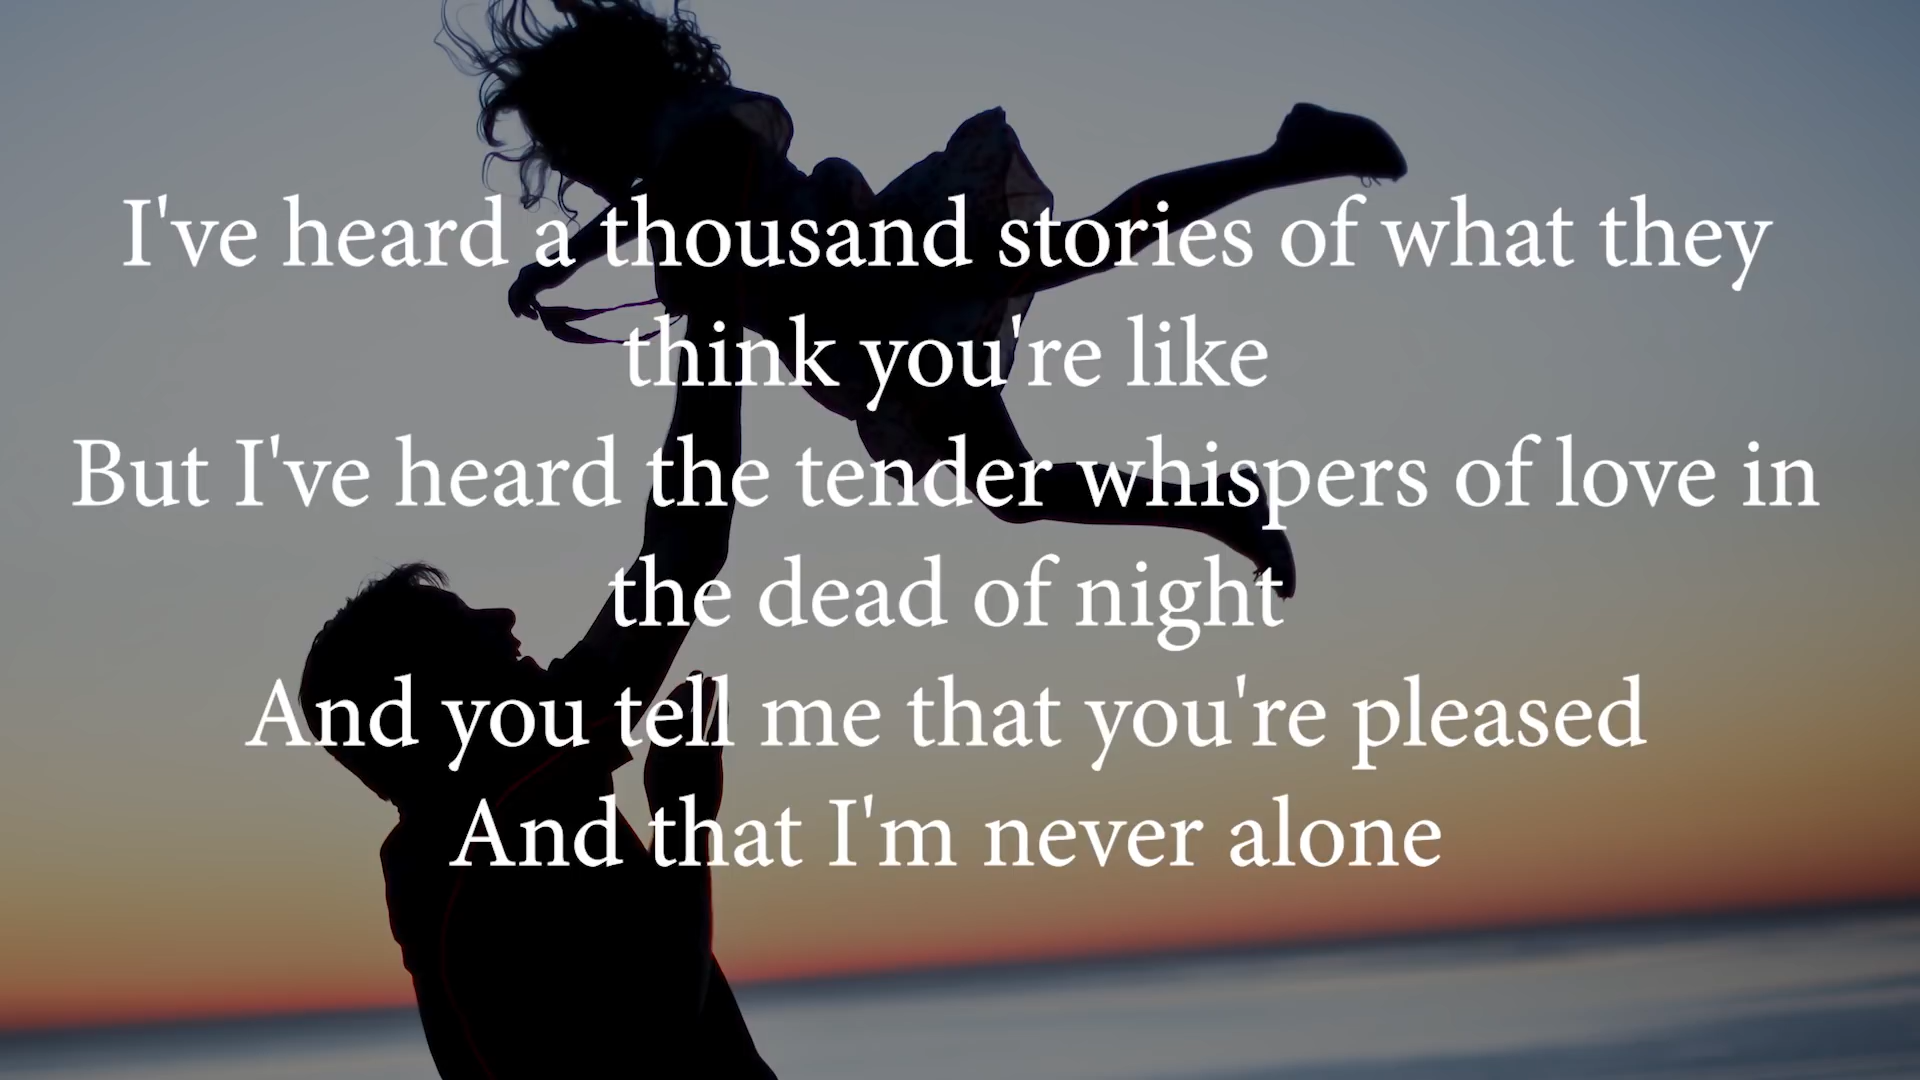 I've heard a thousand stories of what they
think you're like
But I've heard the tender whispers of love in
the dead of night
And you tell me that you're pleased
And that I'm never alone